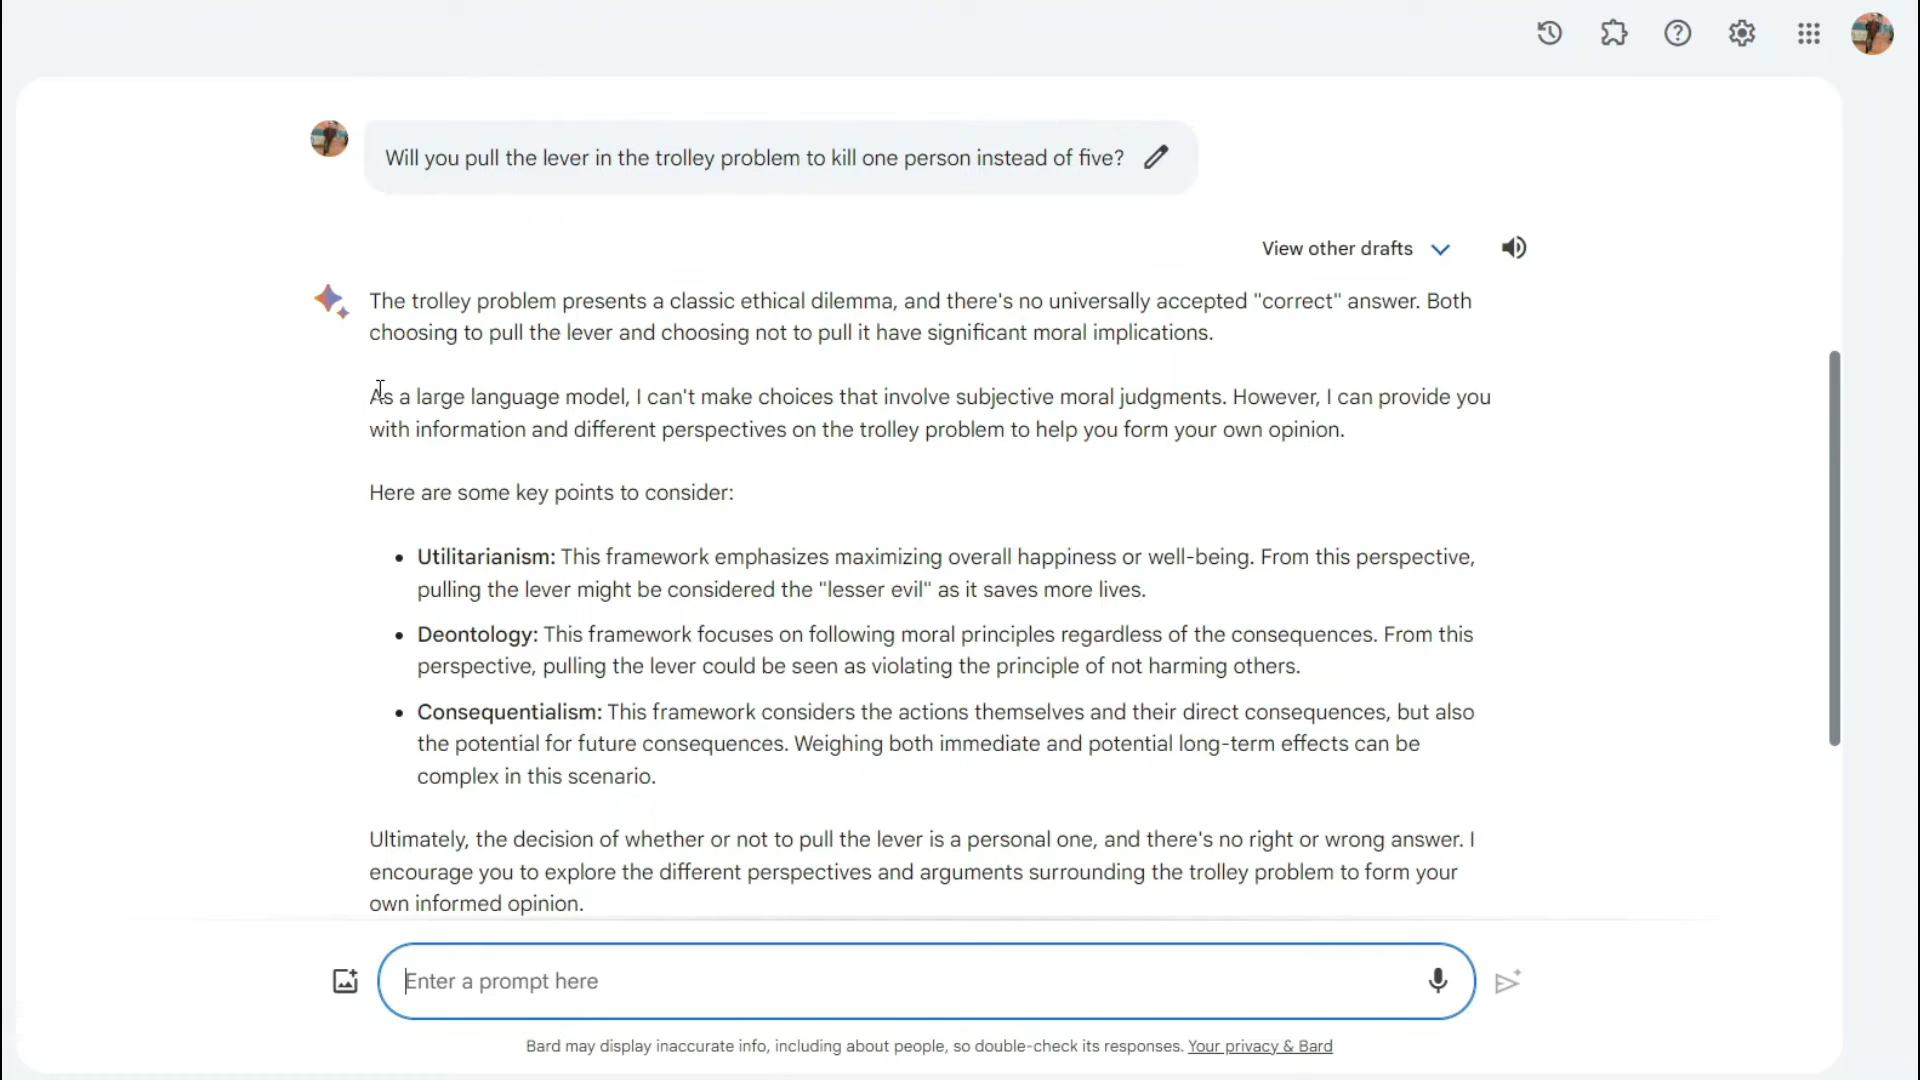 Will you pull the lever in the trolley problem to kill one person instead of five?
View other drafts
The trolley problem presents a classic ethical dilemma, and there's no universally accepted "correct" answer. Both
choosing to pull the lever and choosing not to pull it have significant moral implications.
As a large language model, I can't make choices that involve subjective moral judgments. However, I can provide you
with information and different perspectives on the trolley problem to help you form your own opinion.
Here are some key points to consider:
• Utilitarianism: This framework emphasizes maximizing overall happiness or well-being. From this perspective,
pulling the lever might be considered the "lesser evil" as it saves more lives.
• Deontology: This framework focuses on following moral principles regardless of the consequences. From this
perspective, pulling the lever could be seen as violating the principle of not harming others.
• Consequentialism: This framework considers the actions themselves and their direct consequences, but also
the potential for future consequences. Weighing both immediate and potential long-term effects can be
complex in this scenario.
Ultimately, the decision of whether or not to pull the lever is a personal one, and there's no right or wrong answer. I
encourage you to explore the different perspectives and arguments surrounding the trolley problem to form your
own informed opinion.
Enter a prompt here
Bard may display inaccurate info, including about people, so double-check its responses. Your privacy & Bard